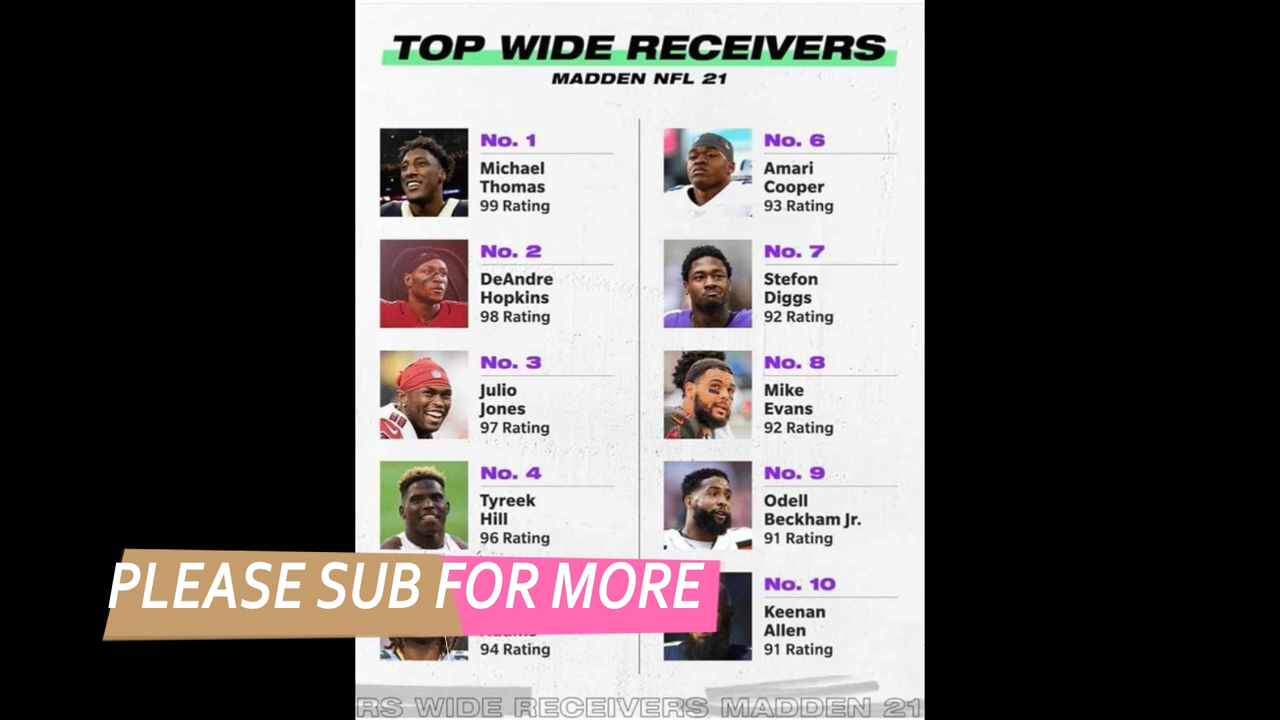 TOP WIDE RECEIVERS
MADDEN NFL 21
No. 1
Michael
Thomas
99 Rating
No. 2
DeAndre
Hopkins
98 Rating
No. 3
Julio
Jones
97 Rating
No. 4
Tyreek
Hill
96 Rating
94 Rating
No. 6
Amari
Cooper
93 Rating
No. 7
Stefon
Diggs
92 Rating
No. 8
Mike
Evans
92 Rating
No. 9
Odell
Beckham Jr.
91 Rating
No. 10
Keenan
Allen
91 Rating
PLEASE SUB FOR MORE
RS WIDE RECEIVERS MADDEN 21